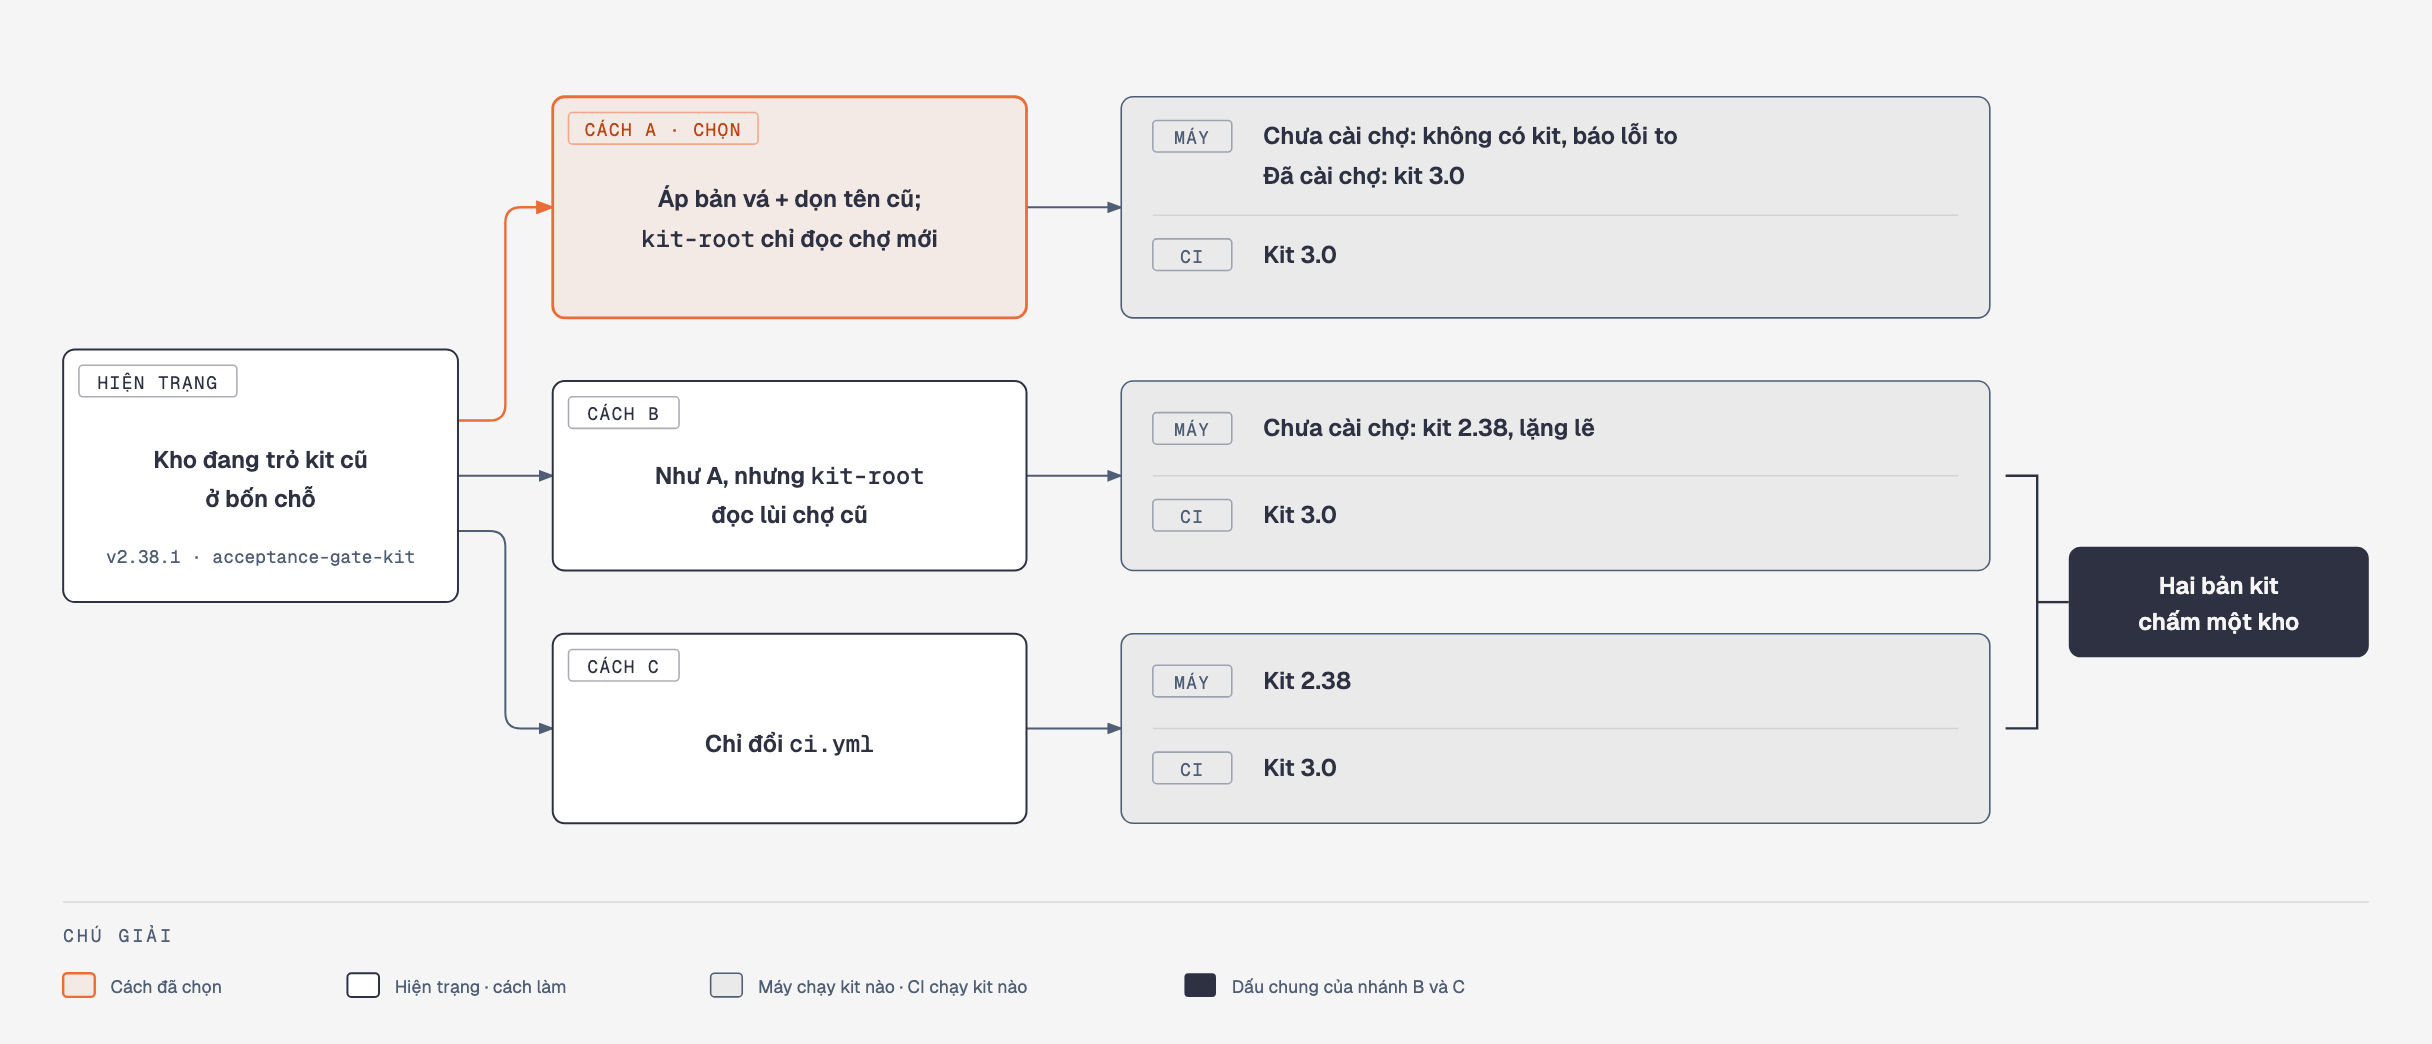 HIỆN TRẠNG
Kho đang trỏ kit cũ
ở bốn chỗ
v2.38.1 · acceptance-gate-kit
CÁCH A · CHỌN
Áp bản vá + dọn tên cũ;
kit-root chỉ đọc chợ mới
MÁY
Chưa cài chợ: không có kit, báo lỗi to
Đã cài chợ: kit 3.0
CI
Kit 3.0
CÁCH B
Như A, nhưng kit-root
đọc lùi chợ cũ
MÁY
Chưa cài chợ: kit 2.38, lặng lẽ
CI
Kit 3.0
CÁCH C
Chỉ đổi ci.yml
MÁY
Kit 2.38
CI
Kit 3.0
Hai bản kit
chấm một kho
CHÚ GIẢI
Cách đã chọn
Hiện trạng · cách làm
Máy chạy kit nào · CI chạy kit nào
Dấu chung của nhánh B và C